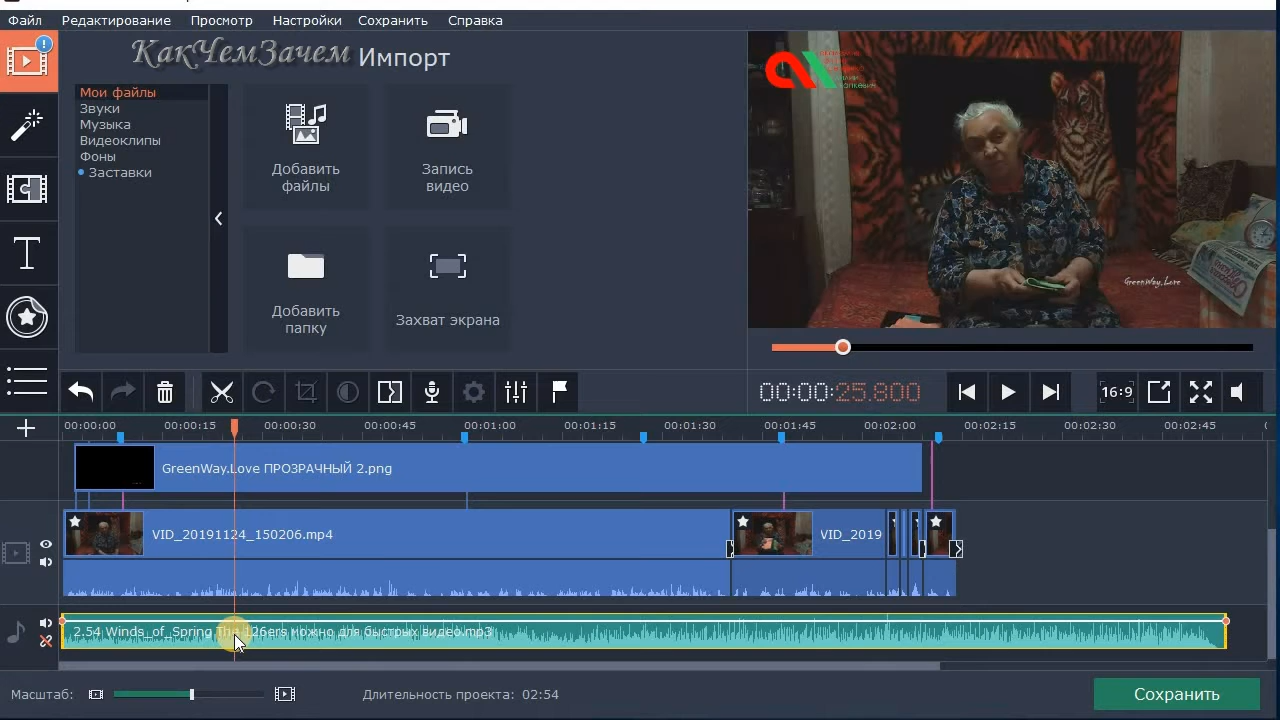 Файл Редактирование Просмотр Настройки Сохранить Справка
КакЧемЗачем Импорт
Мои файлы
Звуки
Музыка
Видеоклипы
Фоны
Заставки
Добавить
файлы
Запись
видео
Добавить
папку
Захват экрана
GreenWay.Love
00:00:25.800
16:9
00:00:00 00:00:15 00:00:30 00:00:45 00:01:00 00:01:15 00:01:30 00:01:45 00:02:00 00:02:15 00:02:30 00:02:45
GreenWay.Love ПРОЗРАЧНЫЙ 2.png
VID_20191124_150206.mp4
VID_2019
2.54 Winds_of_Spring The 126ers можно для быстрых видео.mp3
Масштаб:
Длительность проекта: 02:54
Сохранить